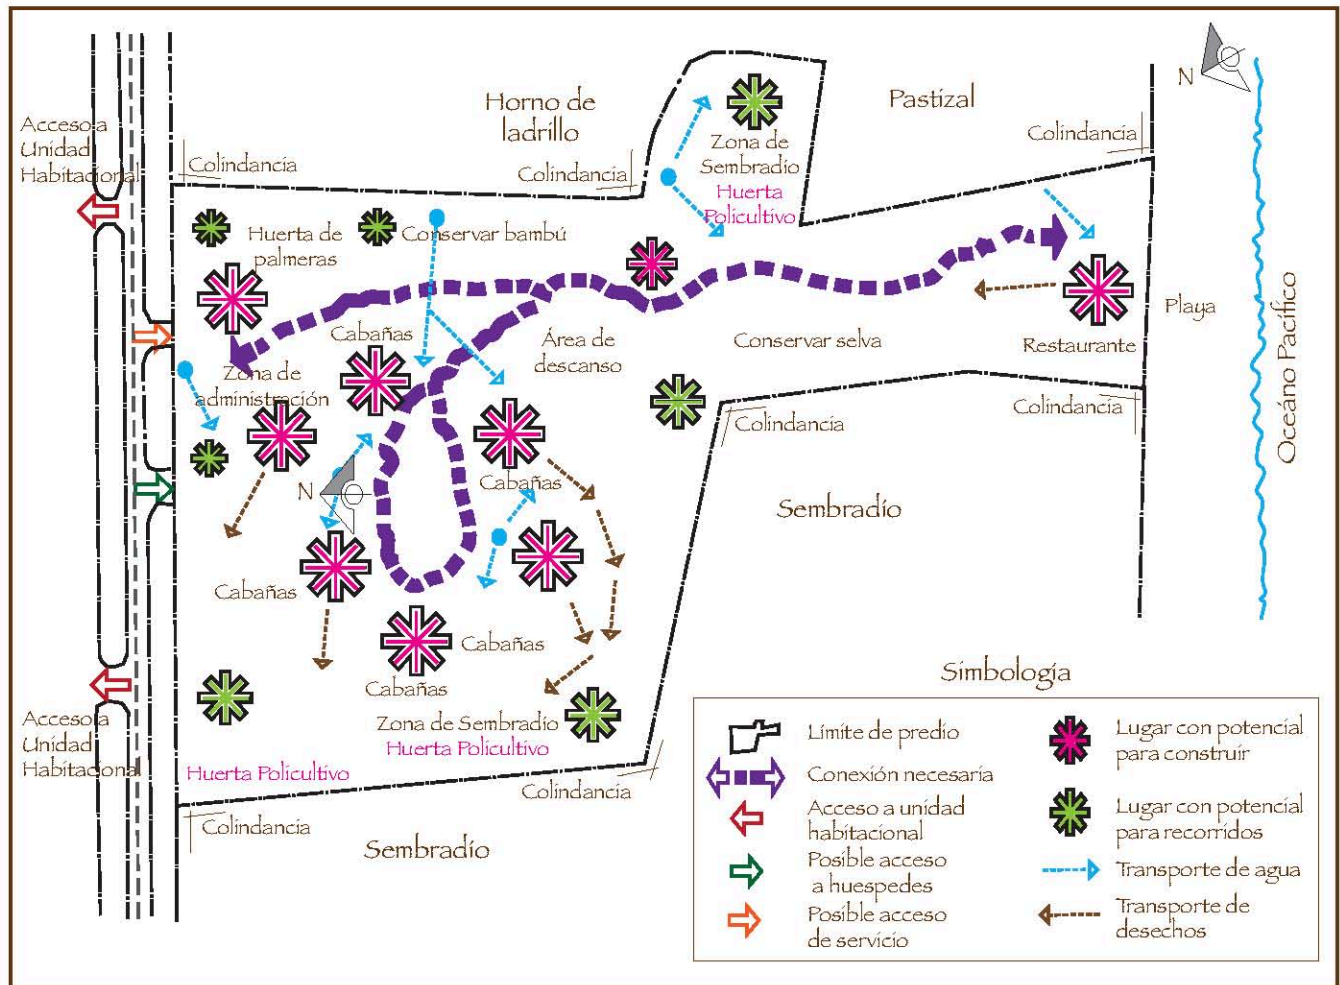 N
Horno de
ladrillo
Pastizal
Acceso a
Unidad
Habitacional
Colindancia
Colindancia
Colindancia
Zona de
Sembradío
Huerta
Policultivo
Huerta de
palmeras
Conservar bambú
Cabañas
Área de
descanso
Conservar selva
Restaurante
Playa
Oceáno Pacífico
Zona de
administración
Colindancia
Colindancia
Cabañas
N
Sembradío
Cabañas
Cabañas
Cabañas
Zona de Sembradío
Huerta Policultivo
Acceso a
Unidad
Habitacional
Huerta Policultivo
Colindancia
Colindancia
Sembradío
Simbología
Límite de predio
Conexión necesaria
Acceso a unidad
habitacional
Posible acceso
a huespedes
Posible acceso
de servicio
Lugar con potencial
para construir
Lugar con potencial
para recorridos
Transporte de agua
Transporte de
desechos